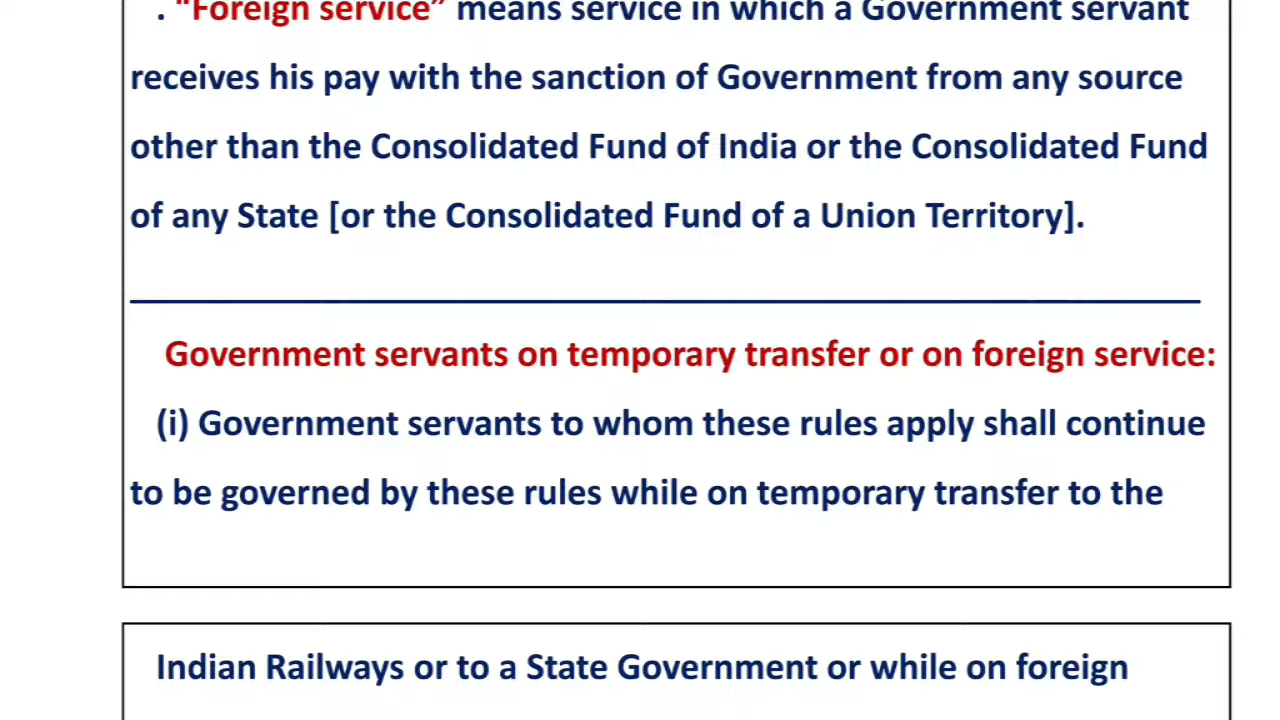 . “Foreign service” means service in which a Government servant
receives his pay with the sanction of Government from any source
other than the Consolidated Fund of India or the Consolidated Fund
of any State [or the Consolidated Fund of a Union Territory].
Government servants on temporary transfer or on foreign service:
(i) Government servants to whom these rules apply shall continue
to be governed by these rules while on temporary transfer to the
Indian Railways or to a State Government or while on foreign